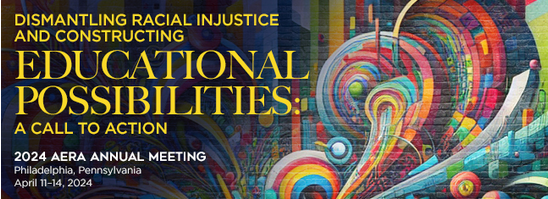 DISMANTLING RACIAL INJUSTICE
AND CONSTRUCTING
EDUCATIONAL
POSSIBILITIES:
A CALL TO ACTION
2024 AERA ANNUAL MEETING
Philadelphia, Pennsylvania
April 11–14, 2024